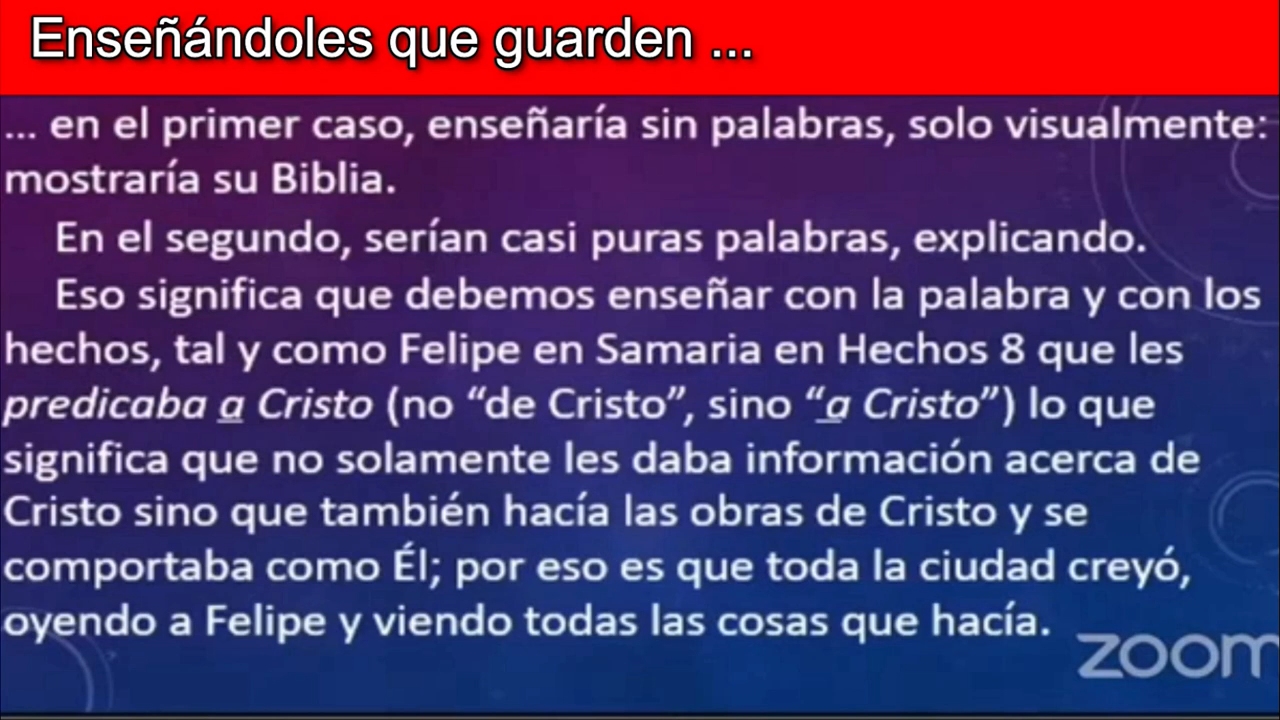 Enseñándoles que guarden ...
... en el primer caso, enseñaría sin palabras, solo visualmente:
mostraría su Biblia.
En el segundo, serían casi puras palabras, explicando.
Eso significa que debemos enseñar con la palabra y con los
hechos, tal y como Felipe en Samaria en Hechos 8 que les
predicaba a Cristo (no “de Cristo”, sino “a Cristo”) lo que
significa que no solamente les daba información acerca de
Cristo sino que también hacía las obras de Cristo y se
comportaba como Él; por eso es que toda la ciudad creyó,
oyendo a Felipe y viendo todas las cosas que hacía.
zoom